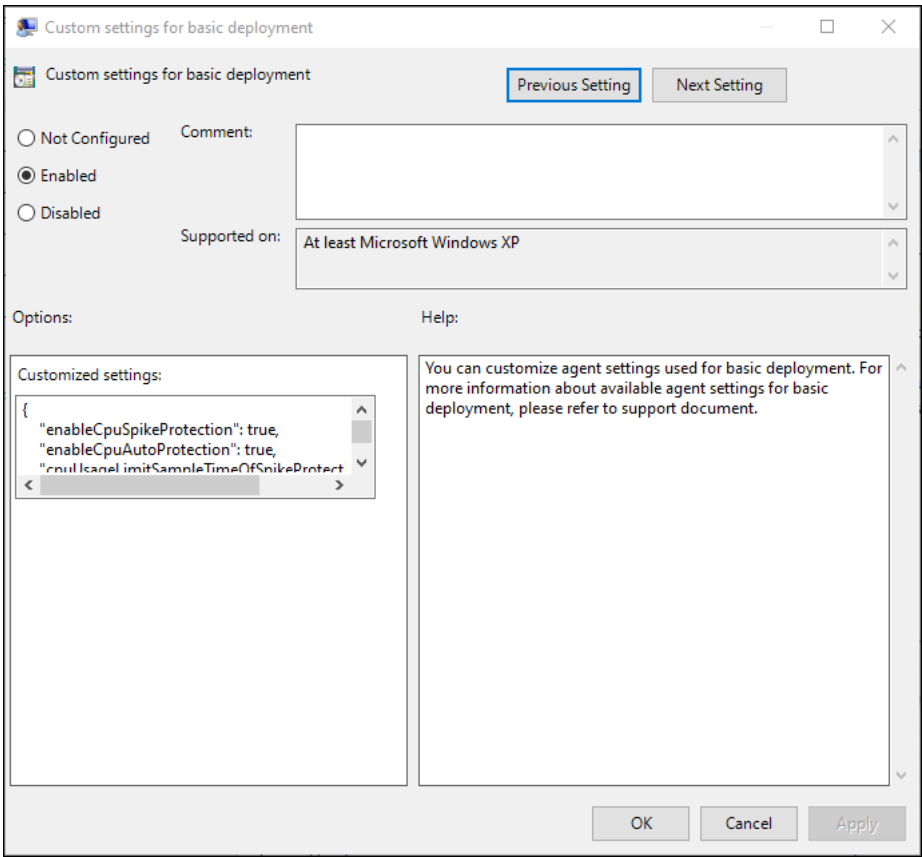 Custom settings for basic deployment
Custom settings for basic deployment
Previous Setting
Next Setting
Not Configured
Comment:
Enabled
Disabled
Supported on:
At least Microsoft Windows XP
Options:
Help:
Customized settings:
{
"enableCpuSpikeProtection": true,
"enableCpuAutoProtection": true,
"cpuUsageLimitSampleTimeOfSpikeProtect
You can customize agent settings used for basic deployment. For
more information about available agent settings for basic
deployment, please refer to support document.
OK
Cancel
Apply